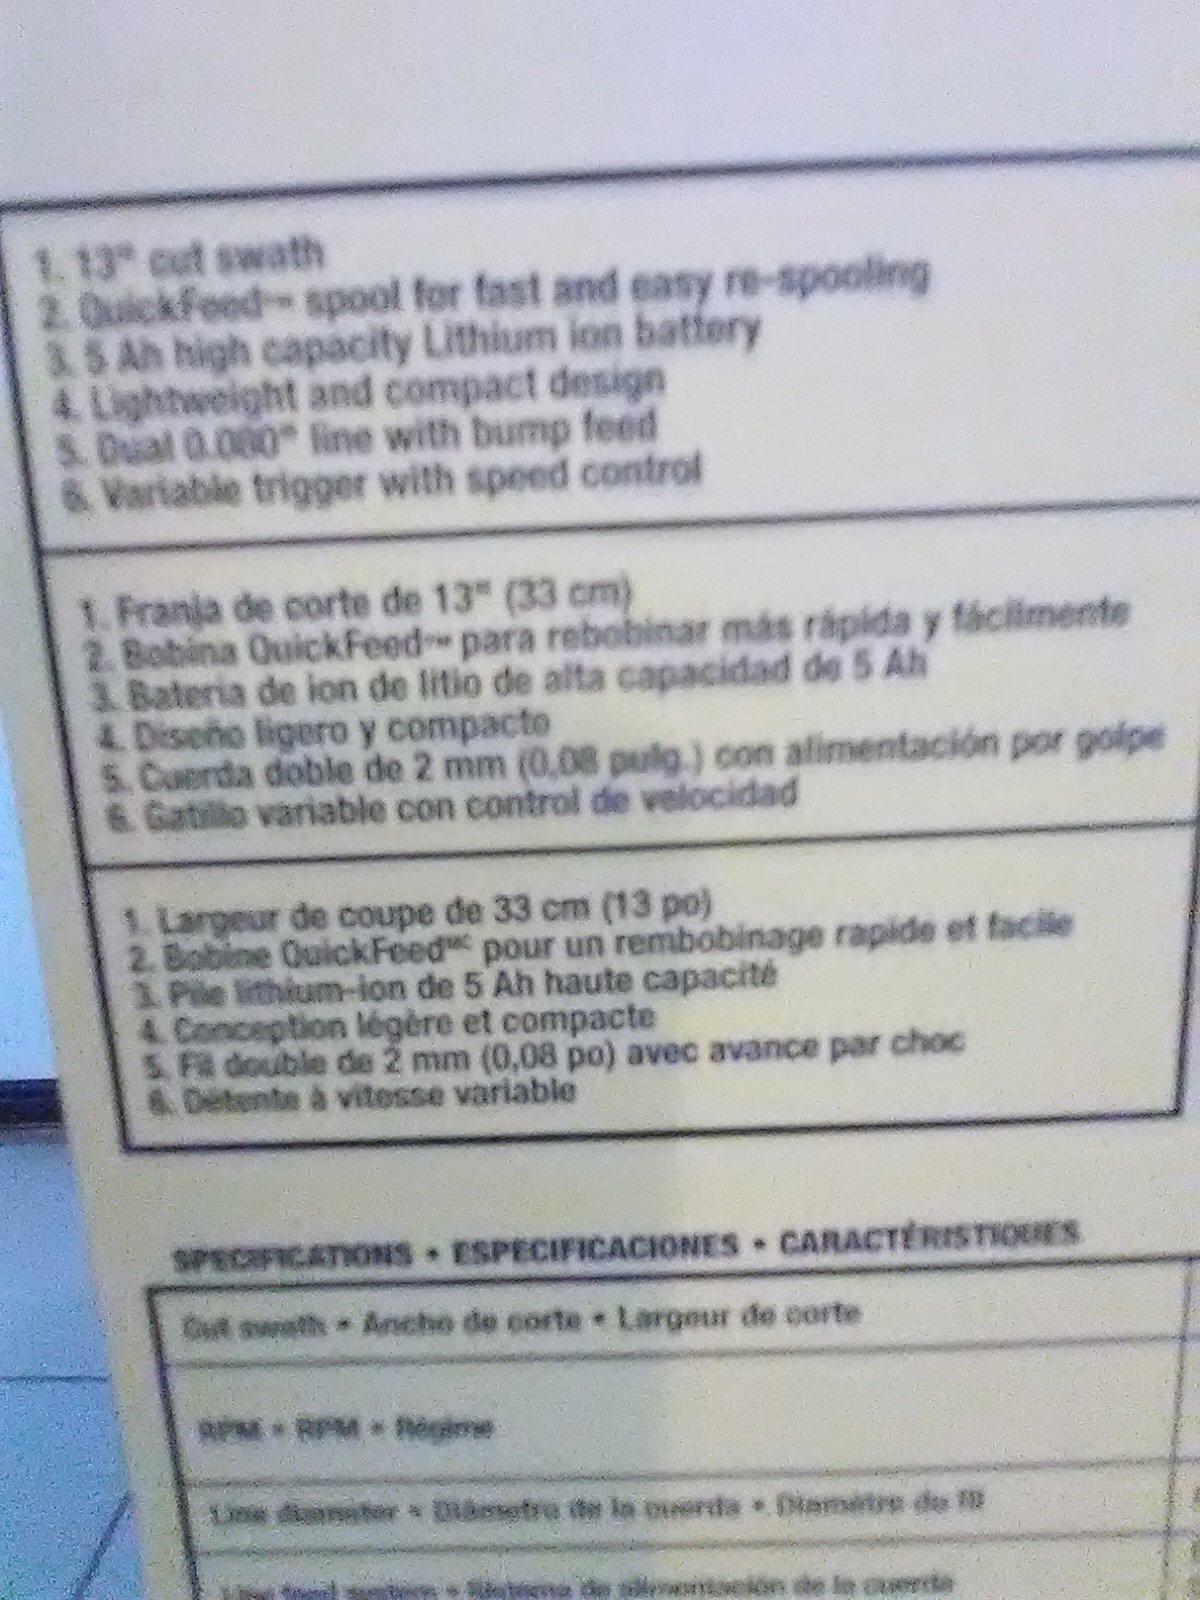 1. 13" cut swath
2. QuickFeed™ spool for fast and easy re-spooling
3. 5 Ah high capacity Lithium ion battery
4. Lightweight and compact design
5. Dual 0.080" line with bump feed
6. Variable trigger with speed control
1. Franja de corte de 13" (33 cm)
2. Bobina QuickFeed™ para rebobinar más rápida y fácilmente
3. Batería de ion de litio de alta capacidad de 5 Ah
4. Diseño ligero y compacto
5. Cuerda doble de 2 mm (0,08 pulg.) con alimentación por golpe
6. Gatillo variable con control de velocidad
1. Largeur de coupe de 33 cm (13 po)
2. Bobine QuickFeedᴹᶜ pour un rembobinage rapide et facile
3. Pile lithium-ion de 5 Ah haute capacité
4. Conception légère et compacte
5. Fil double de 2 mm (0,08 po) avec avance par choc
6. Détente à vitesse variable
SPECIFICATIONS • ESPECIFICACIONES • CARACTÉRISTIQUES
Cut swath • Ancho de corte • Largeur de corte
RPM • RPM • Régime
Line diameter • Diámetro de la cuerda • Diamètre du fil
Line feed system • Sistema de alimentación de la cuerda